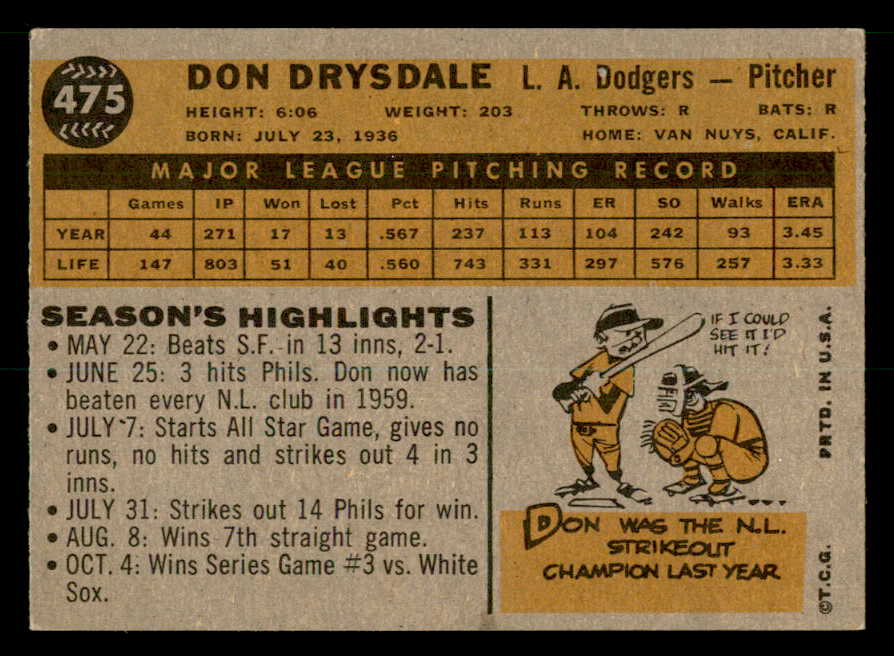 475
DON DRYSDALE L. A. Dodgers — Pitcher
HEIGHT: 6:06 WEIGHT: 203 THROWS: R BATS: R
BORN: JULY 23, 1936 HOME: VAN NUYS, CALIF.
MAJOR LEAGUE PITCHING RECORD
Games IP Won Lost Pct Hits Runs ER SO Walks ERA
YEAR 44 271 17 13 .567 237 113 104 242 93 3.45
LIFE 147 803 51 40 .560 743 331 297 576 257 3.33
SEASON'S HIGHLIGHTS
• MAY 22: Beats S.F. in 13 inns, 2-1.
• JUNE 25: 3 hits Phils. Don now has
beaten every N.L. club in 1959.
• JULY 7: Starts All Star Game, gives no
runs, no hits and strikes out 4 in 3
inns.
• JULY 31: Strikes out 14 Phils for win.
• AUG. 8: Wins 7th straight game.
• OCT. 4: Wins Series Game #3 vs. White
Sox.
IF I COULD
SEE IT I'D
HIT IT!
DON WAS THE N.L.
STRIKEOUT
CHAMPION LAST YEAR
©T.C.G. PRTD. IN U.S.A.